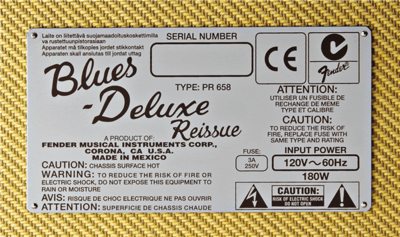 Laite on liitettävä suojamaadoituskoskettimilla
va rustettuunpistorasiaan
Apparatet må tilkoples jordet stikkontakt
Apparaten skall anslutas till jordat uttag
SERIAL NUMBER
Blues
-Deluxe
Reissue
TYPE: PR 658
CE
N
Fender
A PRODUCT OF:
FENDER MUSICAL INSTRUMENTS CORP.,
CORONA, CA U.S.A.
MADE IN MEXICO
CAUTION: CHASSIS SURFACE HOT
WARNING: TO REDUCE THE RISK OF FIRE OR
ELECTRIC SHOCK, DO NOT EXPOSE THIS EQUIPMENT TO
RAIN OR MOISTURE
AVIS: RISQUE DE CHOC ELECTRIQUE NE PAS OUVRIR
ATTENTION: SUPERFICIE DE CHASSIS CHAUDE
ATTENTION:
UTILISER UN FUSIBLE
DE RECHANGE DE MÊME
TYPE ET CALIBRE.
CAUTION:
TO REDUCE THE RISK OF
FIRE, REPLACE FUSE WITH
SAME TYPE AND RATING.
FUSE:
3A
250V
INPUT POWER
120V~60Hz
180W
CAUTION:
RISK OF ELECTRIC SHOCK
DO NOT OPEN